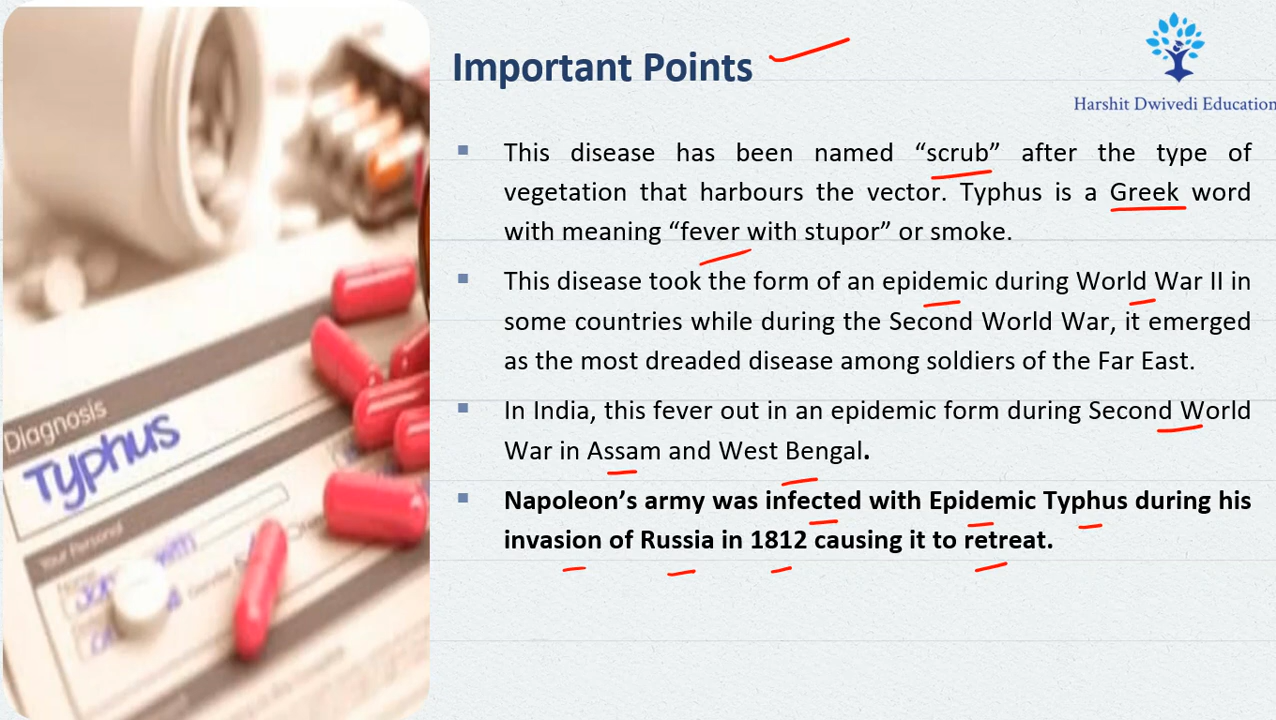 Important Points
Harshit Dwivedi Education
This disease has been named “scrub” after the type of
vegetation that harbours the vector. Typhus is a Greek word
with meaning “fever with stupor” or smoke.
This disease took the form of an epidemic during World War II in
some countries while during the Second World War, it emerged
as the most dreaded disease among soldiers of the Far East.
In India, this fever out in an epidemic form during Second World
War in Assam and West Bengal.
Napoleon’s army was infected with Epidemic Typhus during his
invasion of Russia in 1812 causing it to retreat.
Diagnosis
Typhus
Your Personal